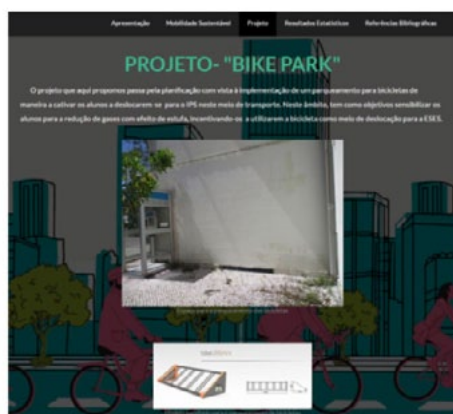 Apresentação Mobilidade Sustentável Projeto Resultados Estatísticos Referências Bibliográficas
PROJETO- "BIKE PARK"
O projeto que aqui propomos passa pela planificação com vista à implementação de um parqueamento para bicicletas de
maneira a cativar os alunos a deslocarem-se para o IPS neste meio de transporte. Neste âmbito, tem como objetivos sensibilizar os
alunos para a redução de gases com efeito de estufa, incentivando-os a utilizarem a bicicleta como meio de deslocação para a ESES.